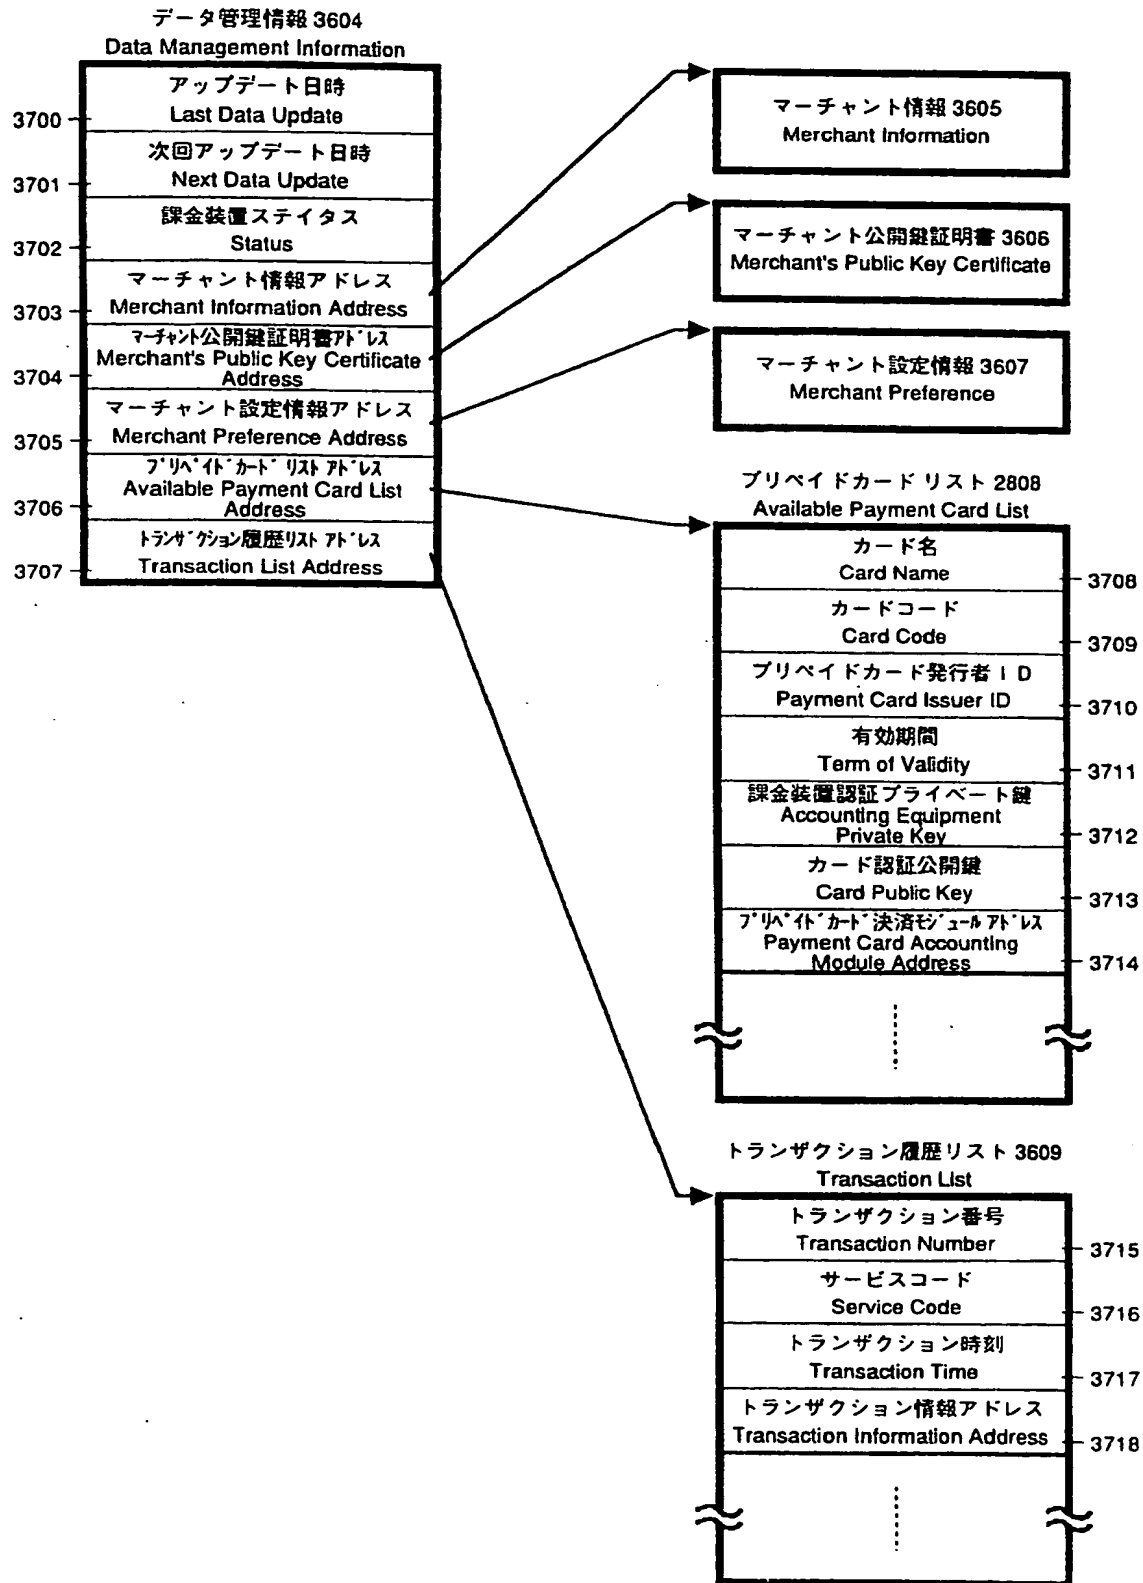 データ管理情報 3604
Data Management Information
アップデート日時
Last Data Update
3700
次回アップデート日時
Next Data Update
3701
課金装置ステイタス
Status
3702
マーチャント情報アドレス
Merchant Information Address
3703
マーチャント公開鍵証明書アドレス
Merchant's Public Key Certificate
Address
3704
マーチャント設定情報アドレス
Merchant Preference Address
3705
プリペイドカード リスト アドレス
Available Payment Card List
Address
3706
トランザクション履歴リスト アドレス
Transaction List Address
3707
マーチャント情報 3605
Merchant Information
マーチャント公開鍵証明書 3606
Merchant's Public Key Certificate
マーチャント設定情報 3607
Merchant Preference
プリペイドカード リスト 2808
Available Payment Card List
カード名
Card Name
3708
カードコード
Card Code
3709
プリペイドカード発行者ID
Payment Card Issuer ID
3710
有効期間
Term of Validity
3711
課金装置認証プライベート鍵
Accounting Equipment
Private Key
3712
カード認証公開鍵
Card Public Key
3713
プリペイドカード決済モジュールアドレス
Payment Card Accounting
Module Address
3714
トランザクション履歴リスト 3609
Transaction List
トランザクション番号
Transaction Number
3715
サービスコード
Service Code
3716
トランザクション時刻
Transaction Time
3717
トランザクション情報アドレス
Transaction Information Address
3718